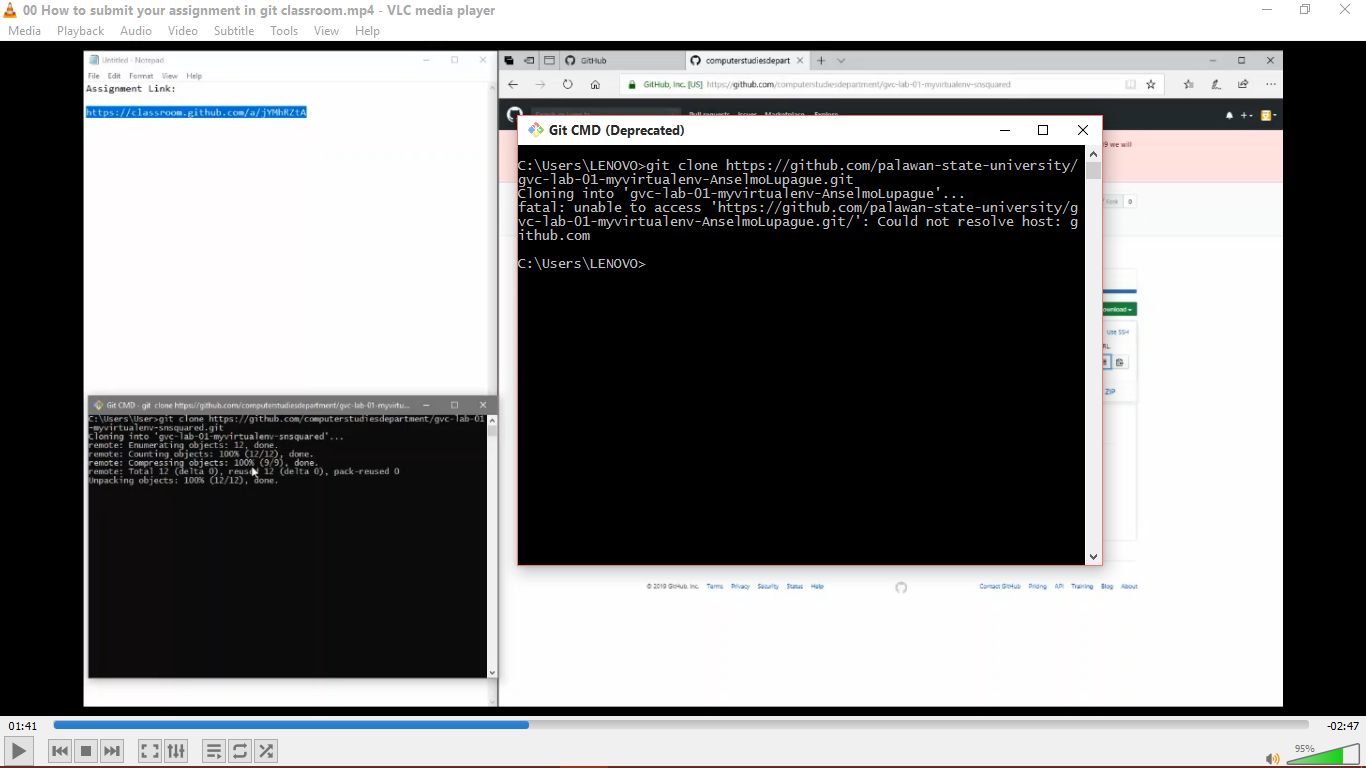 00 How to submit your assignment in git classroom.mp4 - VLC media player
Media Playback Audio Video Subtitle Tools View Help
Untitled - Notepad
File Edit Format View Help
Assignment Link:
https://classroom.github.com/a/jYMhRZtA
GitHub
computerstudiesdepart
GitHub, Inc. [US] https://github.com/computerstudiesdepartment/gvc-lab-01-myvirtualenv-snsquared
Pull requests Issues Marketplace Explore
9 we will
Fork 0
Git CMD (Deprecated)
C:\Users\LENOVO>git clone https://github.com/palawan-state-university/
gvc-lab-01-myvirtualenv-AnselmoLupague.git
Cloning into 'gvc-lab-01-myvirtualenv-AnselmoLupague'...
fatal: unable to access 'https://github.com/palawan-state-university/g
vc-lab-01-myvirtualenv-AnselmoLupague.git/': Could not resolve host: g
ithub.com
C:\Users\LENOVO>
ownload
Use SSH
RL
ZIP
Git CMD - git clone https://github.com/computerstudiesdepartment/gvc-lab-01-myvirtu...
C:\Users\User>git clone https://github.com/computerstudiesdepartment/gvc-lab-01
-myvirtualenv-snsquared.git
Cloning into 'gvc-lab-01-myvirtualenv-snsquared'...
remote: Enumerating objects: 12, done.
remote: Counting objects: 100% (12/12), done.
remote: Compressing objects: 100% (9/9), done.
remote: Total 12 (delta 0), reused 12 (delta 0), pack-reused 0
Unpacking objects: 100% (12/12), done.
© 2019 GitHub, Inc. Terms Privacy Security Status Help
Contact GitHub Pricing API Training Blog About
01:41
-02:47
95%